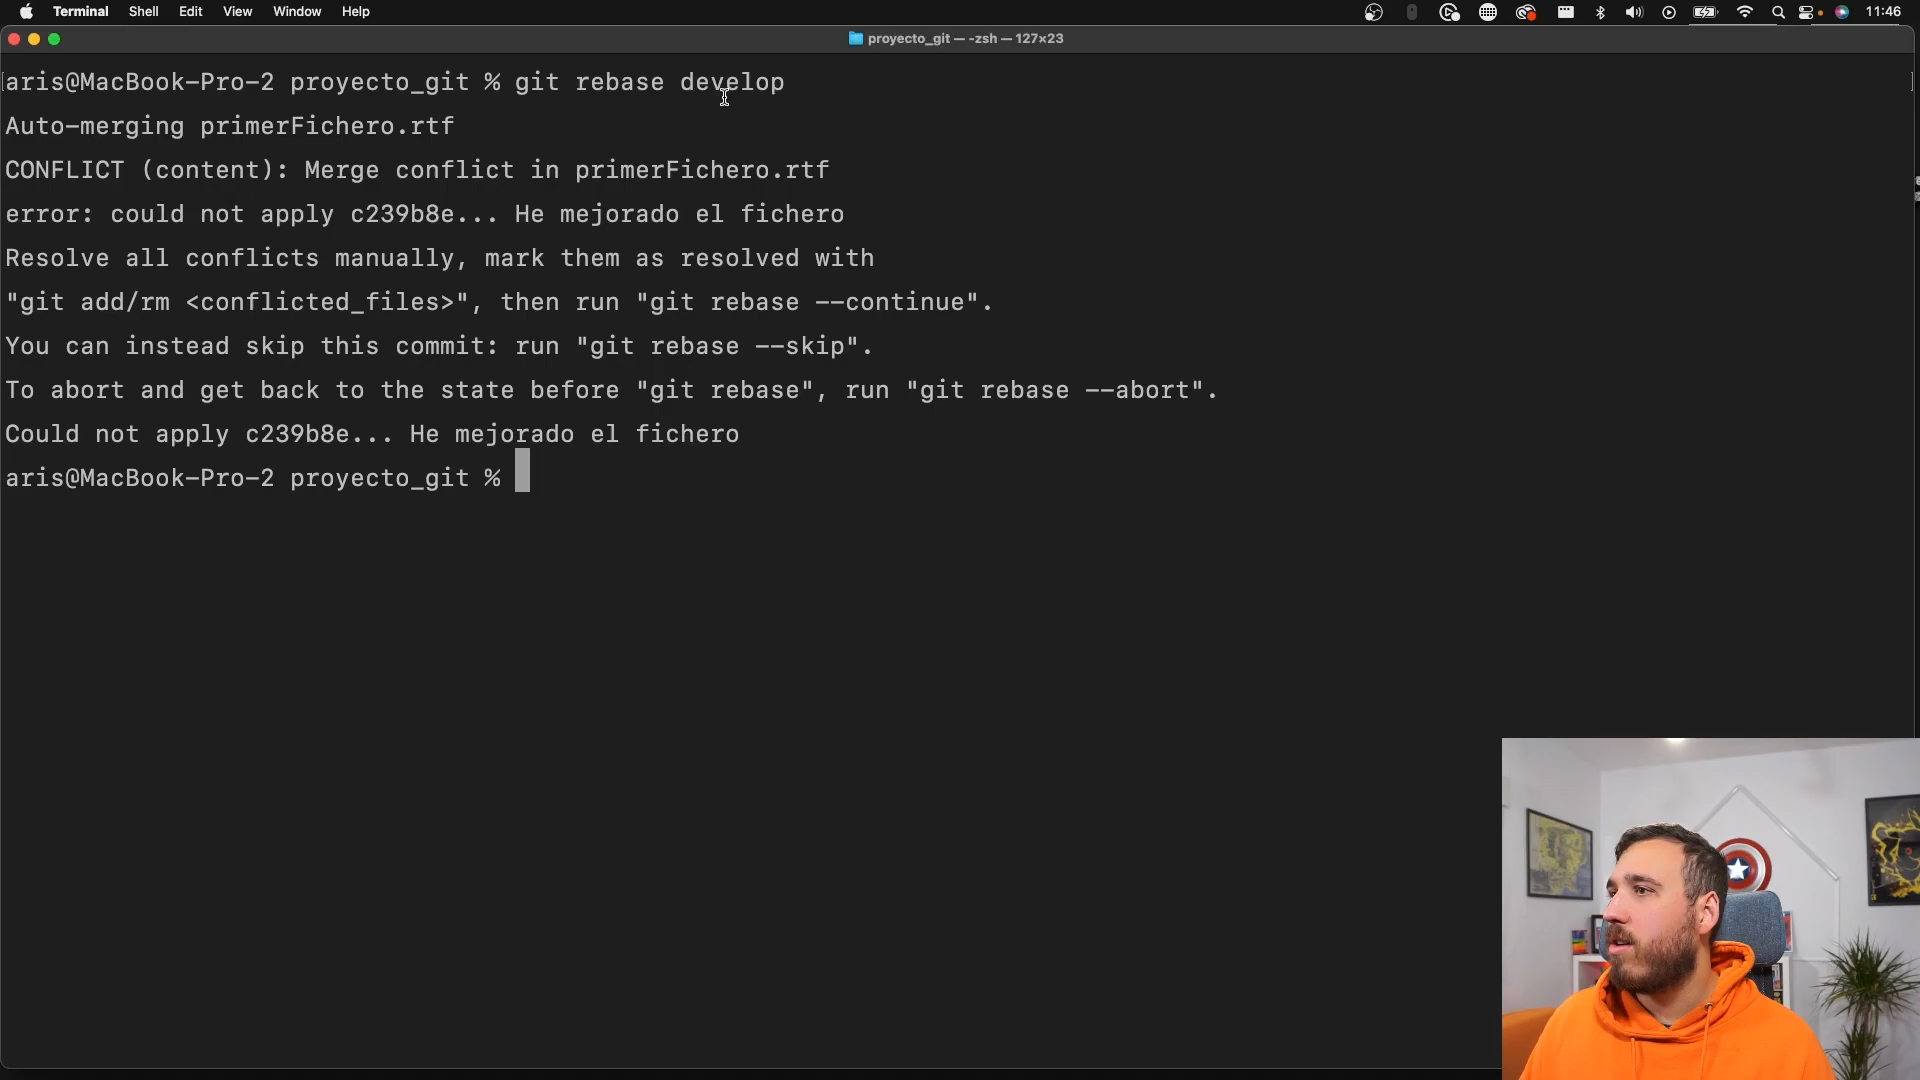 Terminal Shell Edit View Window Help 11:46
proyecto_git — -zsh — 127×23
aris@MacBook-Pro-2 proyecto_git % git rebase develop
Auto-merging primerFichero.rtf
CONFLICT (content): Merge conflict in primerFichero.rtf
error: could not apply c239b8e... He mejorado el fichero
Resolve all conflicts manually, mark them as resolved with
"git add/rm <conflicted_files>", then run "git rebase --continue".
You can instead skip this commit: run "git rebase --skip".
To abort and get back to the state before "git rebase", run "git rebase --abort".
Could not apply c239b8e... He mejorado el fichero
aris@MacBook-Pro-2 proyecto_git %